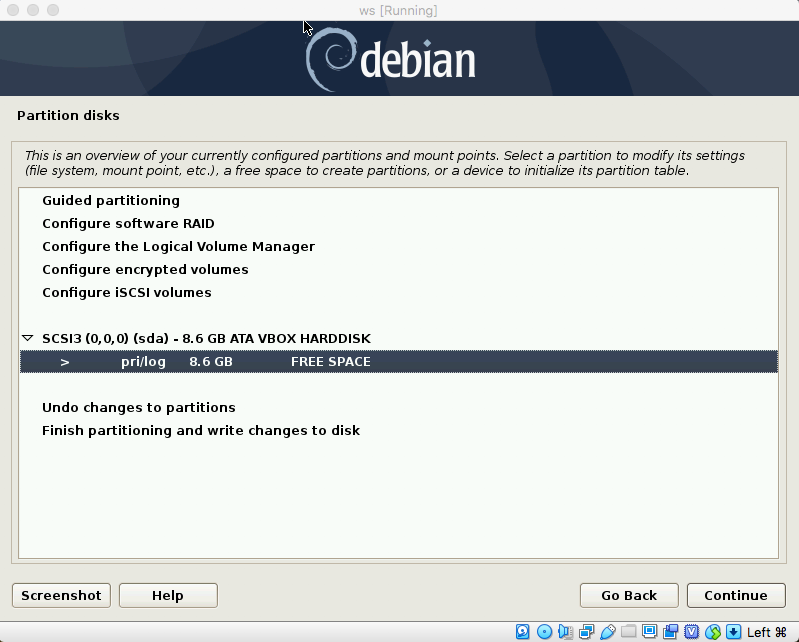 ws [Running]
debian
Partition disks
This is an overview of your currently configured partitions and mount points. Select a partition to modify its settings
(file system, mount point, etc.), a free space to create partitions, or a device to initialize its partition table.
Guided partitioning
Configure software RAID
Configure the Logical Volume Manager
Configure encrypted volumes
Configure iSCSI volumes
SCSI3 (0,0,0) (sda) - 8.6 GB ATA VBOX HARDDISK
> pri/log 8.6 GB FREE SPACE
Undo changes to partitions
Finish partitioning and write changes to disk
Screenshot Help Go Back Continue
Left ⌘